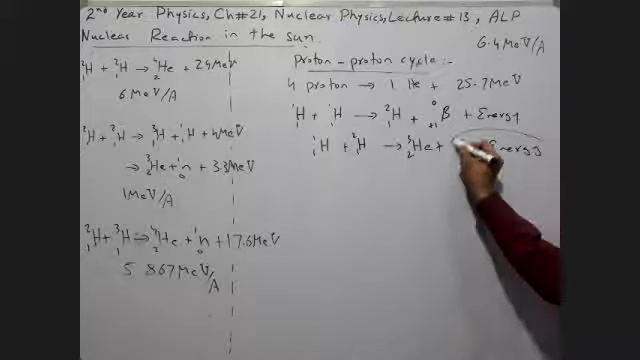 2nd Year Physics, Ch#21, Nuclear Physics, Lecture #13, ALP
Nuclear Reaction in the sun.
6.4MeV/A
²₁H + ²₁H → ⁴₂He + 24MeV
6MeV/A
²₁H + ²₁H → ³₁H + ¹₁H + 4MeV
→ ³₂He + ¹₀n + 3.3MeV
1MeV/A
²₁H + ³₁H → ⁴₂He + ¹₀n + 17.6MeV
5 867MeV/A
Proton-proton cycle:-
4 proton → 1 He + 25.7MeV
¹₁H + ¹₁H → ²₁H + ⁰₊₁β + Energy
¹₁H + ²₁H → ³₂He + Energy